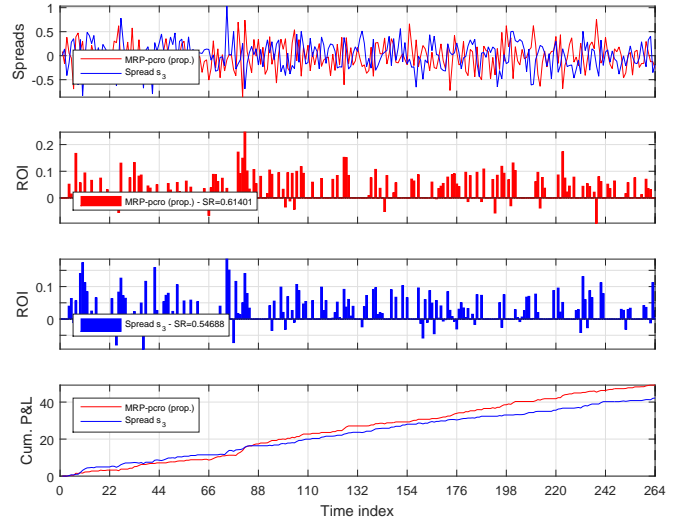 Spreads
1
0.5
0
-0.5
MRP-pcro (prop.)
Spread s3
ROI
0.2
0.1
0
MRP-pcro (prop.) - SR=0.61401
ROI
0.1
0
Spread s3 - SR=0.54688
Cum. P&L
40
20
0
MRP-pcro (prop.)
Spread s3
0 22 44 66 88 110 132 154 176 198 220 242 264
Time index